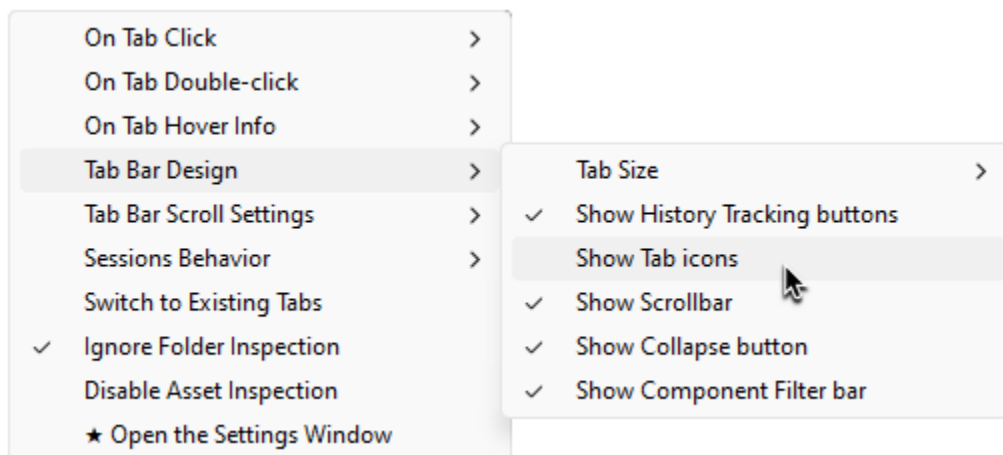 On Tab Click
On Tab Double-click
On Tab Hover Info
Tab Bar Design
Tab Bar Scroll Settings
Sessions Behavior
Switch to Existing Tabs
Ignore Folder Inspection
Disable Asset Inspection
★ Open the Settings Window
Tab Size
Show History Tracking buttons
Show Tab icons
Show Scrollbar
Show Collapse button
Show Component Filter bar